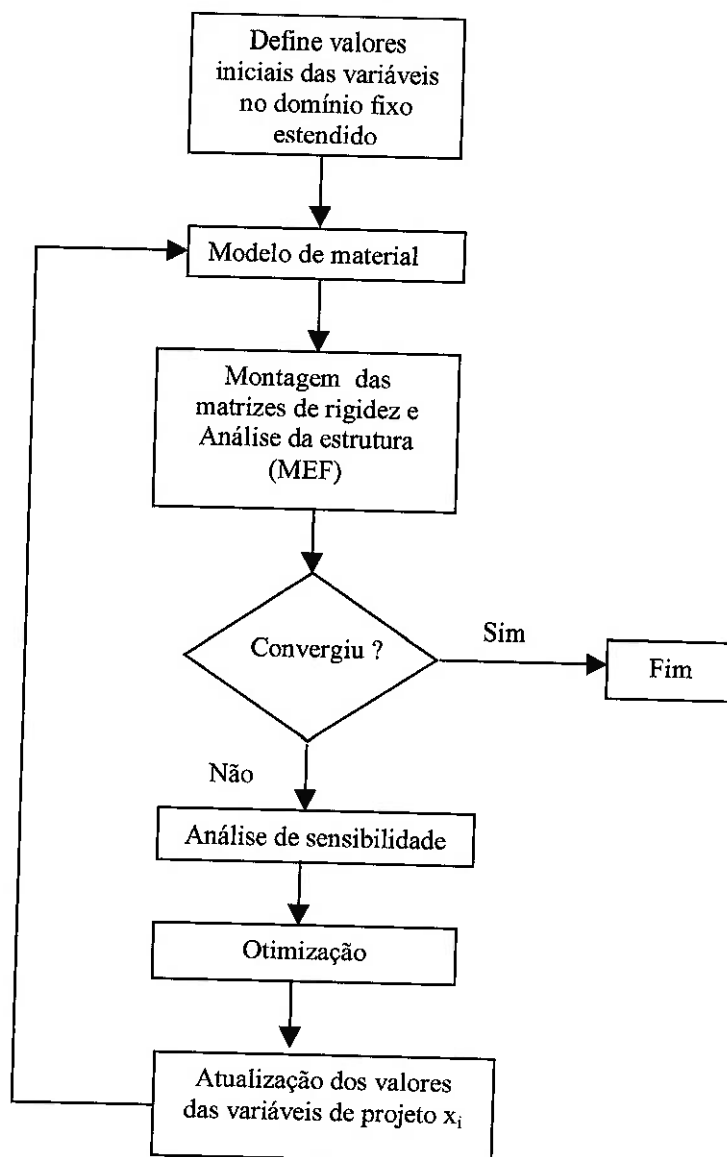 Define valores
iniciais das variáveis
no domínio fixo
estendido
Modelo de material
Montagem das
matrizes de rigidez e
Análise da estrutura
(MEF)
Convergiu ?
Sim
Fim
Não
Análise de sensibilidade
Otimização
Atualização dos valores
das variáveis de projeto xᵢ